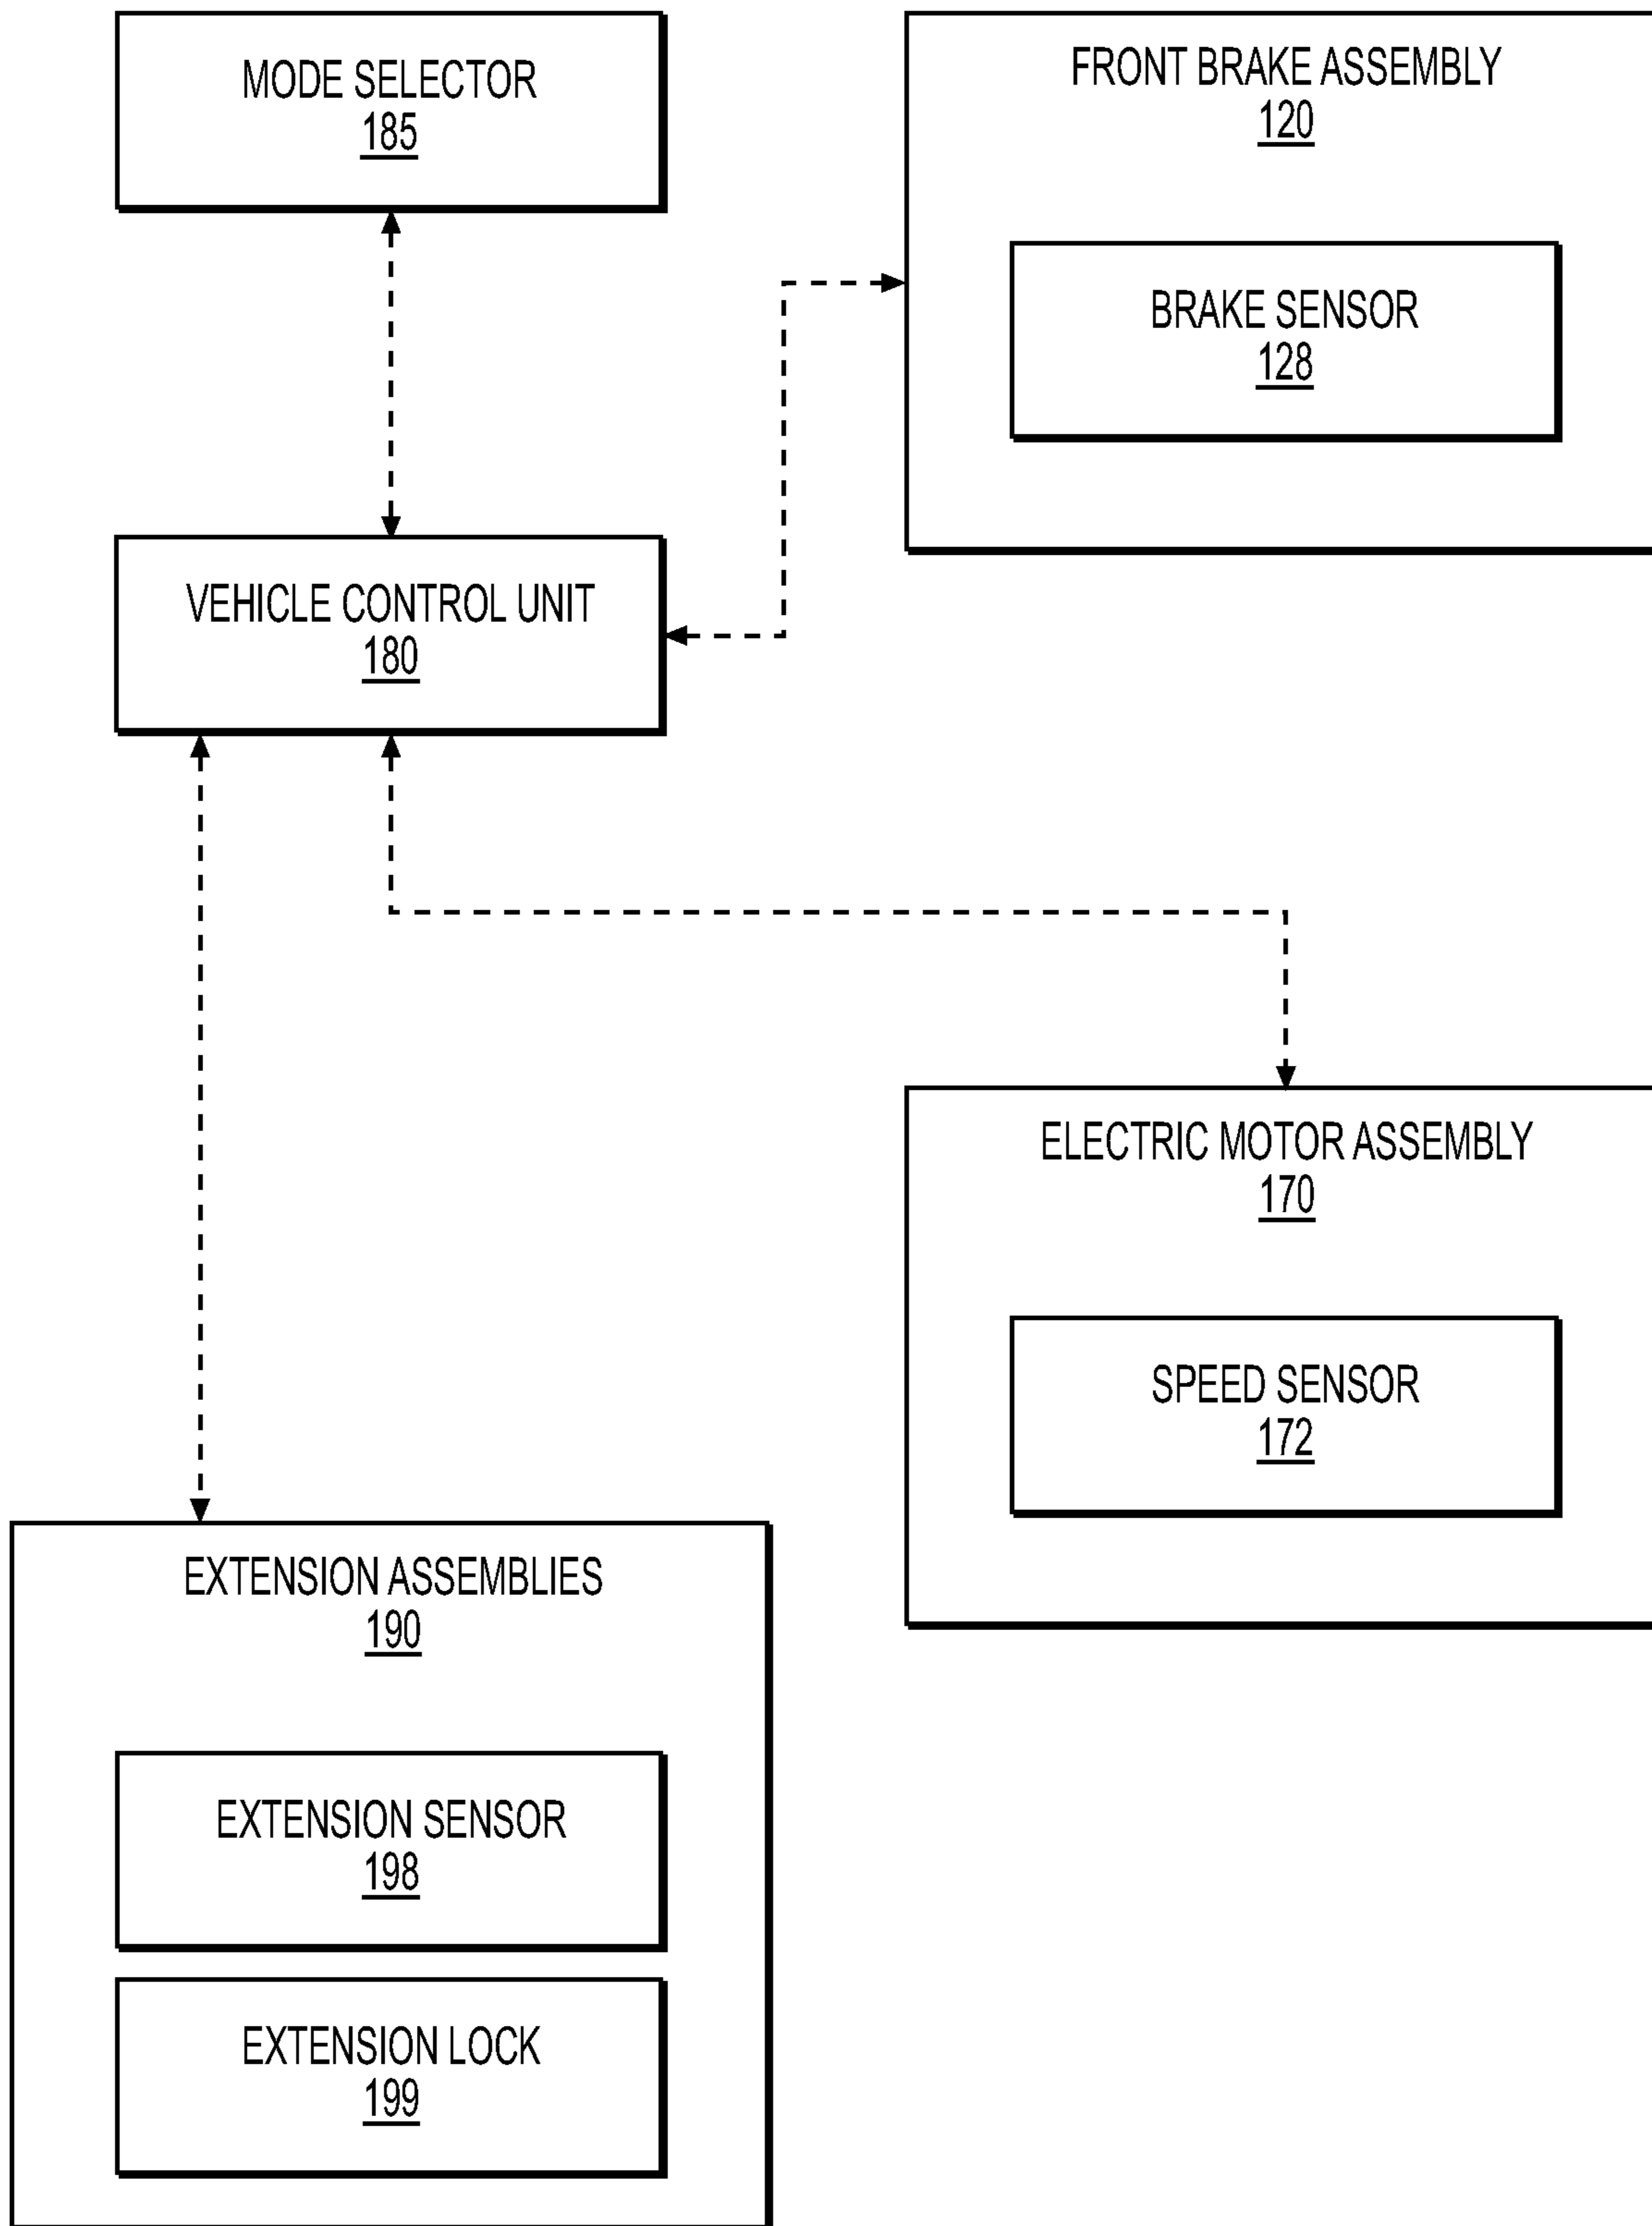 MODE SELECTOR
185
FRONT BRAKE ASSEMBLY
120
BRAKE SENSOR
128
VEHICLE CONTROL UNIT
180
ELECTRIC MOTOR ASSEMBLY
170
SPEED SENSOR
172
EXTENSION ASSEMBLIES
190
EXTENSION SENSOR
198
EXTENSION LOCK
199